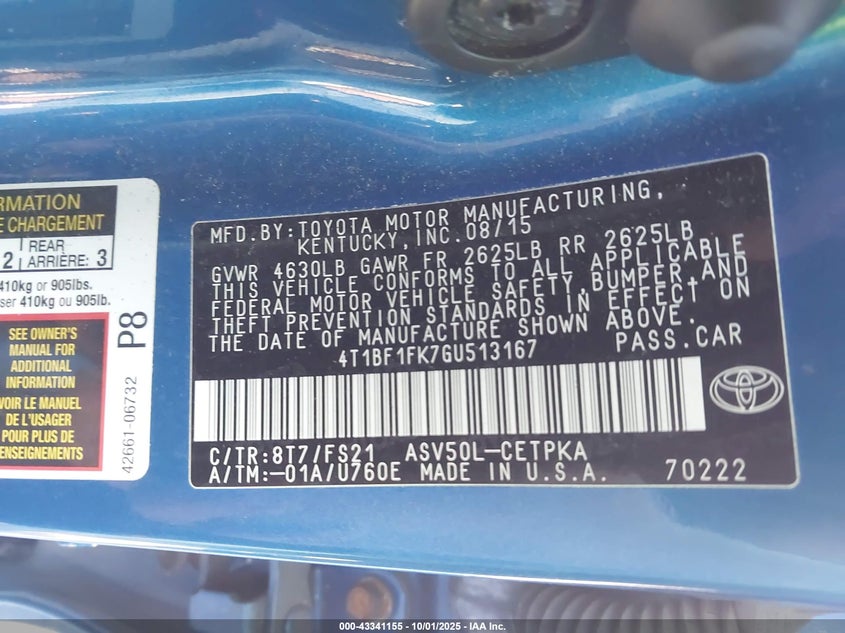 RMATION
E CHARGEMENT
2 REAR ARRIÈRE: 3
410kg or 905lbs.
ser 410kg ou 905lb.
SEE OWNER'S
MANUAL FOR
ADDITIONAL
INFORMATION
VOIR LE MANUEL
DE L'USAGER
POUR PLUS DE
RENSEIGNEMENTS
P8
42661-06732
MFD.BY:TOYOTA MOTOR MANUFACTURING,
KENTUCKY,INC.08/15
GVWR 4630LB GAWR FR 2625LB RR 2625LB
THIS VEHICLE CONFORMS TO ALL APPLICABLE
FEDERAL MOTOR VEHICLE SAFETY,BUMPER,AND
THEFT PREVENTION STANDARDS IN EFFECT ON
THE DATE OF MANUFACTURE SHOWN ABOVE.
4T1BF1FK7GU513167 PASS.CAR
C/TR:8T7/FS21 ASV50L-CETPKA
A/TM:-01A/U760E MADE IN U.S.A. 70222
000-43341155 - 10/01/2025 - IAA Inc.